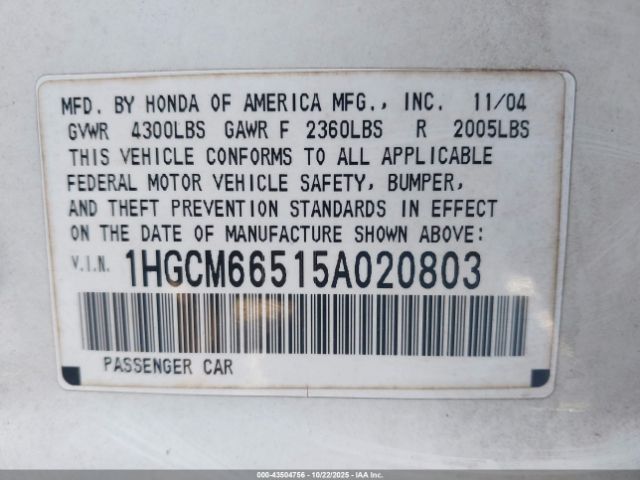 MFD. BY HONDA OF AMERICA MFG., INC. 11/04
GVWR 4300LBS GAWR F 2360LBS R 2005LBS
THIS VEHICLE CONFORMS TO ALL APPLICABLE
FEDERAL MOTOR VEHICLE SAFETY, BUMPER,
AND THEFT PREVENTION STANDARDS IN EFFECT
ON THE DATE OF MANUFACTURE SHOWN ABOVE:
V.I.N. 1HGCM66515A020803
PASSENGER CAR
000-43504756 | 10/22/2025 | IAA, Inc.